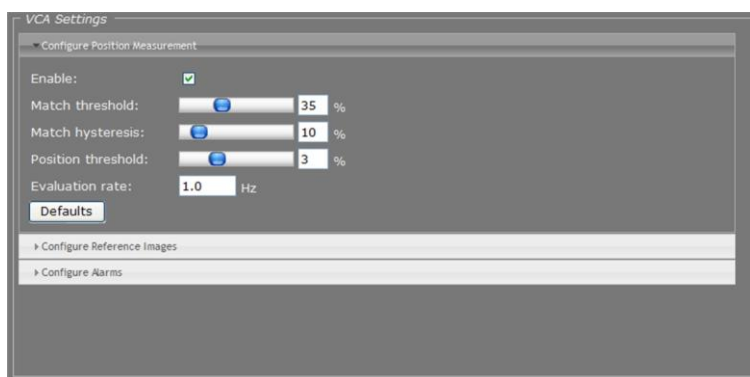 VCA Settings
Configure Position Measurement
Enable:
Match threshold: 35 %
Match hysteresis: 10 %
Position threshold: 3 %
Evaluation rate: 1.0 Hz
Defaults
Configure Reference Images
Configure Alarms